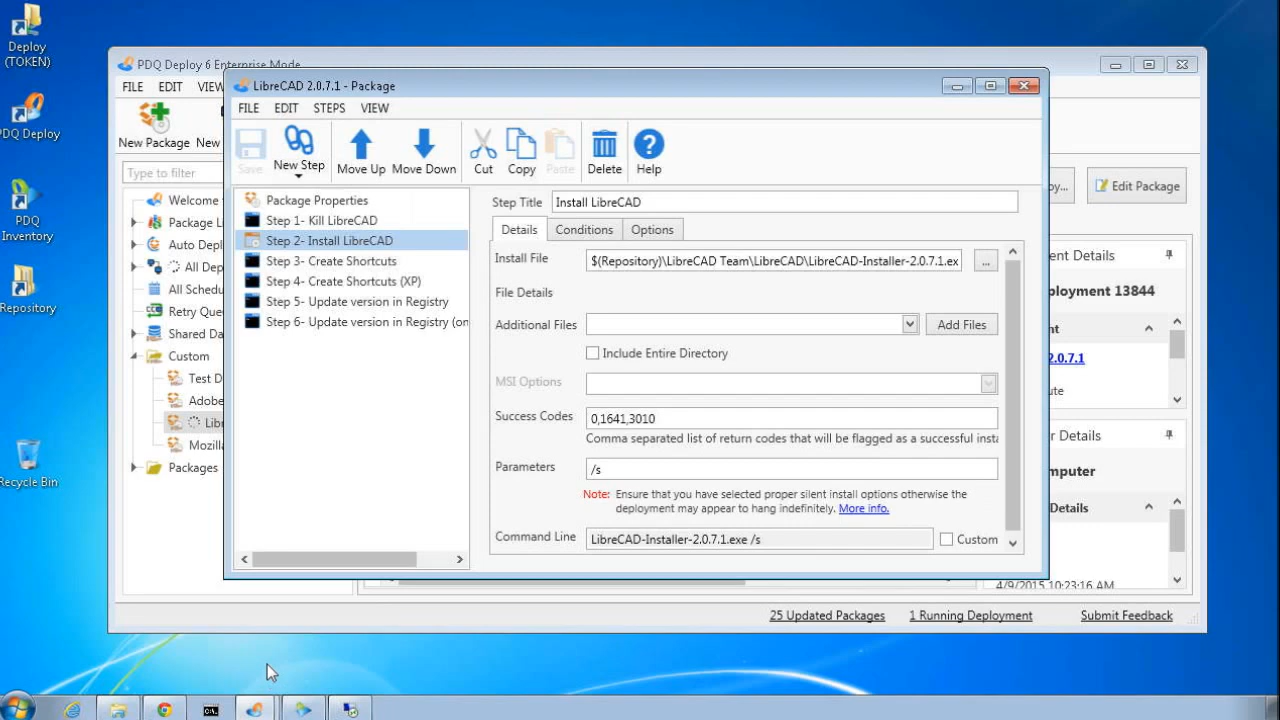 Deploy
(TOKEN)
PDQ Deploy
PDQ
Inventory
Repository
Recycle Bin
PDQ Deploy 6 Enterprise Mode
FILE EDIT VIEW
New Package New
Type to filter
Welcome
Package Li
Auto Depl
All Dep
All Schedu
Retry Que
Shared Da
Custom
Test D
Adobe
Libr
Mozilla
Packages
LibreCAD 2.0.7.1 - Package
FILE EDIT STEPS VIEW
Save New Step Move Up Move Down Cut Copy Paste Delete Help
Package Properties
Step 1- Kill LibreCAD
Step 2- Install LibreCAD
Step 3- Create Shortcuts
Step 4- Create Shortcuts (XP)
Step 5- Update version in Registry
Step 6- Update version in Registry (on
Step Title Install LibreCAD
Details Conditions Options
Install File $(Repository)\LibreCAD Team\LibreCAD\LibreCAD-Installer-2.0.7.1.ex ...
File Details
Additional Files Add Files
Include Entire Directory
MSI Options
Success Codes 0,1641,3010
Comma separated list of return codes that will be flagged as a successful insta
Parameters /s
Note: Ensure that you have selected proper silent install options otherwise the
deployment may appear to hang indefinitely. More info.
Command Line LibreCAD-Installer-2.0.7.1.exe /s Custom
oy... Edit Package
ent Details
ployment 13844
nt
2.0.7.1
ute
r Details
mputer
Details
4/9/2015 10:23:16 AM
25 Updated Packages 1 Running Deployment Submit Feedback